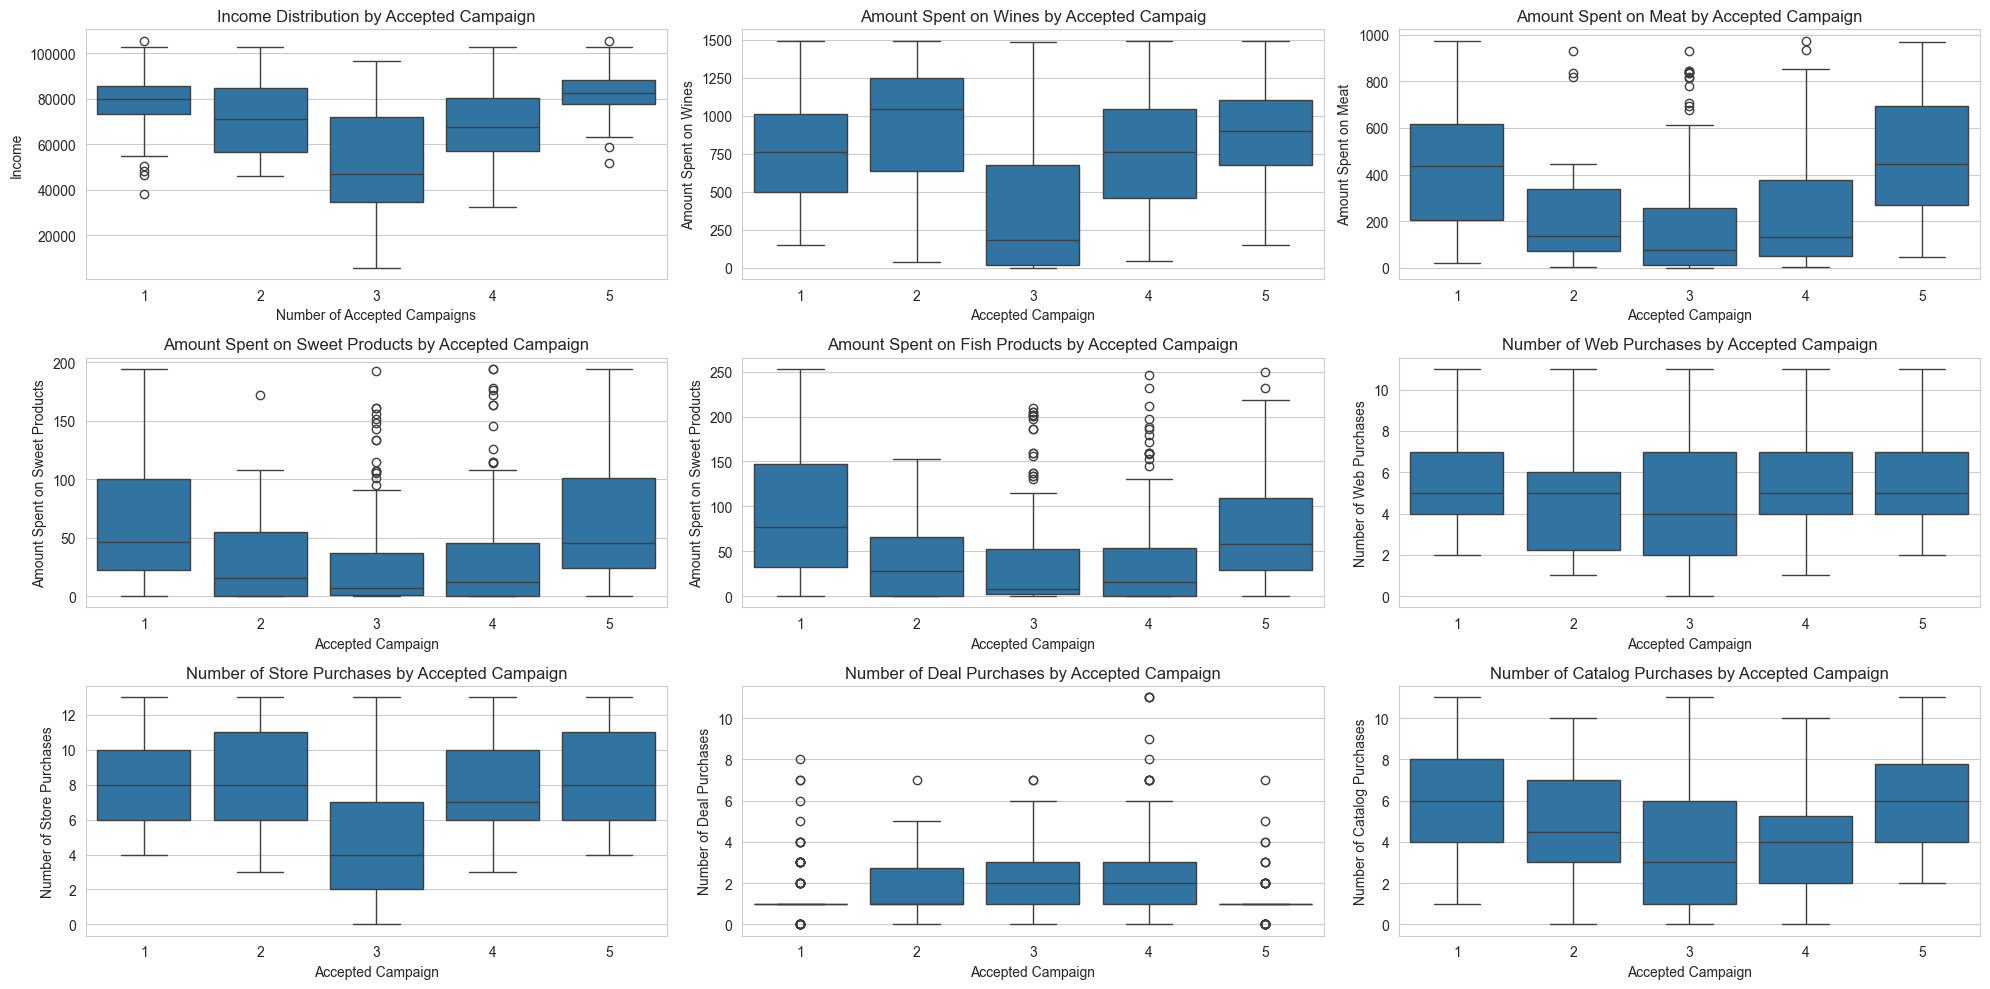 Income Distribution by Accepted Campaign
Income
100000
80000
60000
40000
20000
1 2 3 4 5
Number of Accepted Campaigns
Amount Spent on Wines by Accepted Campaig
Amount Spent on Wines
1500
1250
1000
750
500
250
0
1 2 3 4 5
Accepted Campaign
Amount Spent on Meat by Accepted Campaign
Amount Spent on Meat
1000
800
600
400
200
0
1 2 3 4 5
Accepted Campaign
Amount Spent on Sweet Products by Accepted Campaign
Amount Spent on Sweet Products
200
150
100
50
0
1 2 3 4 5
Accepted Campaign
Amount Spent on Fish Products by Accepted Campaign
Amount Spent on Sweet Products
250
200
150
100
50
0
1 2 3 4 5
Accepted Campaign
Number of Web Purchases by Accepted Campaign
Number of Web Purchases
10
8
6
4
2
0
1 2 3 4 5
Accepted Campaign
Number of Store Purchases by Accepted Campaign
Number of Store Purchases
12
10
8
6
4
2
0
1 2 3 4 5
Accepted Campaign
Number of Deal Purchases by Accepted Campaign
Number of Deal Purchases
10
8
6
4
2
0
1 2 3 4 5
Accepted Campaign
Number of Catalog Purchases by Accepted Campaign
Number of Catalog Purchases
10
8
6
4
2
0
1 2 3 4 5
Accepted Campaign